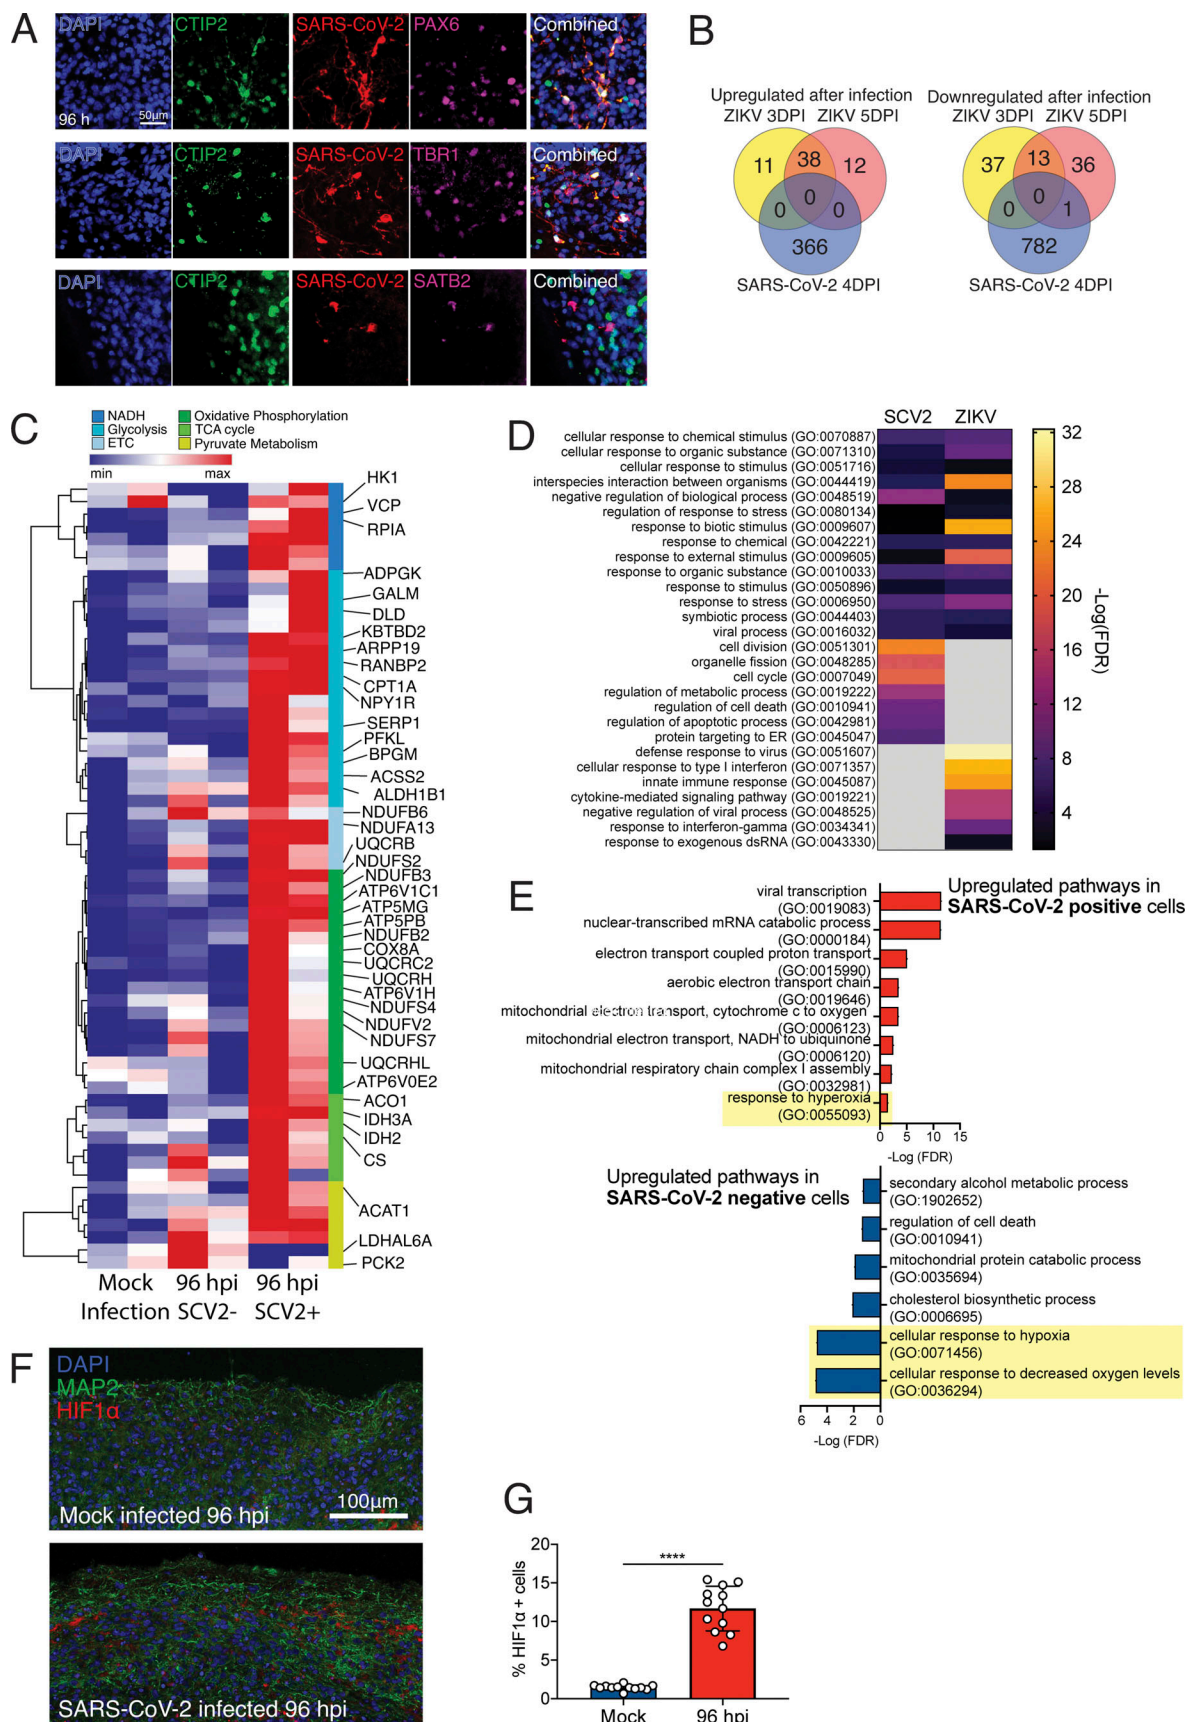 A
DAPI CTIP2 SARS-CoV-2 PAX6 Combined
96 h 50µm
DAPI CTIP2 SARS-CoV-2 TBR1 Combined
DAPI CTIP2 SARS-CoV-2 SATB2 Combined
B
Upregulated after infection
ZIKV 3DPI ZIKV 5DPI
11 38 12
0 0 0
366
SARS-CoV-2 4DPI
Downregulated after infection
ZIKV 3DPI ZIKV 5DPI
37 13 36
0 0 1
782
SARS-CoV-2 4DPI
C
NADH Oxidative Phosphorylation
Glycolysis TCA cycle
ETC Pyruvate Metabolism
min max
HK1
VCP
RPIA
ADPGK
GALM
DLD
KBTBD2
ARPP19
RANBP2
CPT1A
NPY1R
SERP1
PFKL
BPGM
ACSS2
ALDH1B1
NDUFB6
NDUFA13
UQCRB
NDUFS2
NDUFB3
ATP6V1C1
ATP5MG
ATP5PB
NDUFB2
COX8A
UQCRC2
UQCRH
ATP6V1H
NDUFS4
NDUFV2
NDUFS7
UQCRHL
ATP6V0E2
ACO1
IDH3A
IDH2
CS
ACAT1
LDHAL6A
PCK2
Mock 96 hpi 96 hpi
Infection SCV2- SCV2+
D
SCV2 ZIKV
cellular response to chemical stimulus (GO:0070887)
cellular response to organic substance (GO:0071310)
cellular response to stimulus (GO:0051716)
interspecies interaction between organisms (GO:0044419)
negative regulation of biological process (GO:0048519)
regulation of response to stress (GO:0080134)
response to biotic stimulus (GO:0009607)
response to chemical (GO:0042221)
response to external stimulus (GO:0009605)
response to organic substance (GO:0010033)
response to stimulus (GO:0050896)
response to stress (GO:0006950)
symbiotic process (GO:0044403)
viral process (GO:0016032)
cell division (GO:0051301)
organelle fission (GO:0048285)
cell cycle (GO:0007049)
regulation of metabolic process (GO:0019222)
regulation of cell death (GO:0010941)
regulation of apoptotic process (GO:0042981)
protein targeting to ER (GO:0045047)
defense response to virus (GO:0051607)
cellular response to type I interferon (GO:0071357)
innate immune response (GO:0045087)
cytokine-mediated signaling pathway (GO:0019221)
negative regulation of viral process (GO:0048525)
response to interferon-gamma (GO:0034341)
response to exogenous dsRNA (GO:0043330)
32
28
24
20
16
12
8
4
-Log(FDR)
E
Upregulated pathways in
SARS-CoV-2 positive cells
viral transcription
(GO:0019083)
nuclear-transcribed mRNA catabolic process
(GO:0000184)
electron transport coupled proton transport
(GO:0015990)
aerobic electron transport chain
(GO:0019646)
mitochondrial electron transport, cytochrome c to oxygen
(GO:0006123)
mitochondrial electron transport, NADH to ubiquinone
(GO:0006120)
mitochondrial respiratory chain complex I assembly
(GO:0032981)
response to hyperoxia
(GO:0055093)
0 5 10 15
-Log (FDR)
Upregulated pathways in
SARS-CoV-2 negative cells
secondary alcohol metabolic process
(GO:1902652)
regulation of cell death
(GO:0010941)
mitochondrial protein catabolic process
(GO:0035694)
cholesterol biosynthetic process
(GO:0006695)
cellular response to hypoxia
(GO:0071456)
cellular response to decreased oxygen levels
(GO:0036294)
6 4 2 0
-Log (FDR)
F
DAPI
MAP2
HIF1α
100µm
Mock infected 96 hpi
SARS-CoV-2 infected 96 hpi
G
% HIF1α + cells
20
15
10
5
0
****
Mock 96 hpi